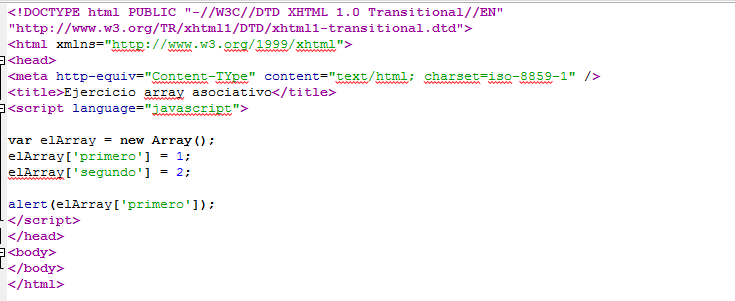 <!DOCTYPE html PUBLIC "-//W3C//DTD XHTML 1.0 Transitional//EN"
"http://www.w3.org/TR/xhtml1/DTD/xhtml1-transitional.dtd">
<html xmlns="http://www.w3.org/1999/xhtml">
<head>
<meta http-equiv="Content-TYpe" content="text/html; charset=iso-8859-1" />
<title>Ejercicio array asociativo</title>
<script language="javascript">
var elArray = new Array();
elArray['primero'] = 1;
elArray['segundo'] = 2;
alert(elArray['primero']);
</script>
</head>
<body>
</body>
</html>